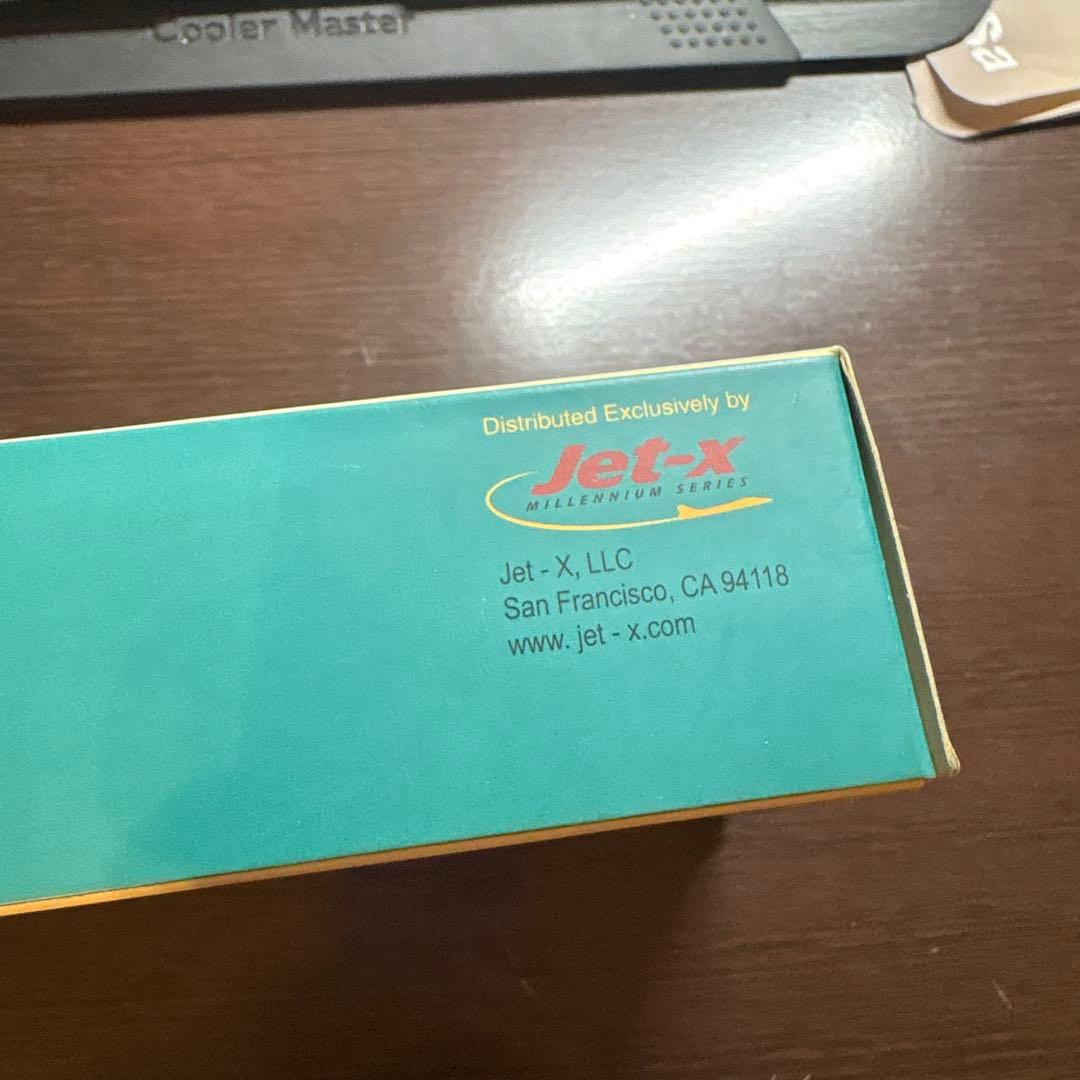 Cooler Master
Distributed Exclusively by
Jet-x
MILLENNIUM SERIES
Jet - X, LLC
San Francisco, CA 94118
www. jet - x.com